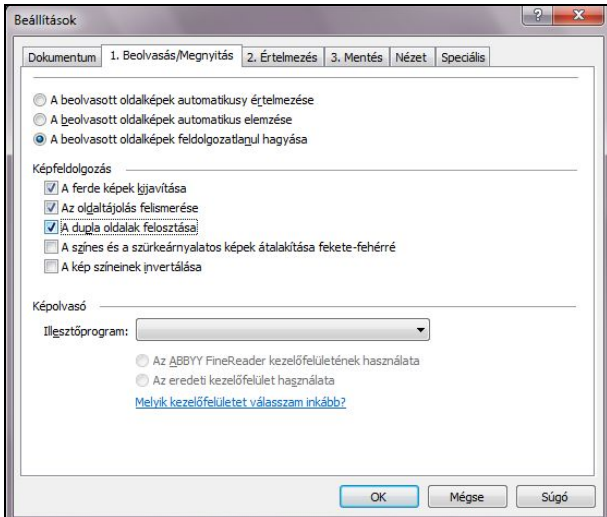 Beállítások
Dokumentum 1. Beolvasás/Megnyitás 2. Értelmezés 3. Mentés Nézet Speciális
A beolvasott oldalképek automatikusy értelmezése
A beolvasott oldalképek automatikus elemzése
A beolvasott oldalképek feldolgozatlanul hagyása
Képfeldolgozás
A ferde képek kijavítása
Az oldaltájolás felismerése
A dupla oldalak felosztása
A színes és a szürkeárnyalatos képek átalakítása fekete-fehérré
A kép színeinek invertálása
Képolvasó
Illesztőprogram:
Az ABBYY FineReader kezelőfelületének használata
Az eredeti kezelőfelület használata
Melyik kezelőfelületet válasszam inkább?
OK Mégse Súgó